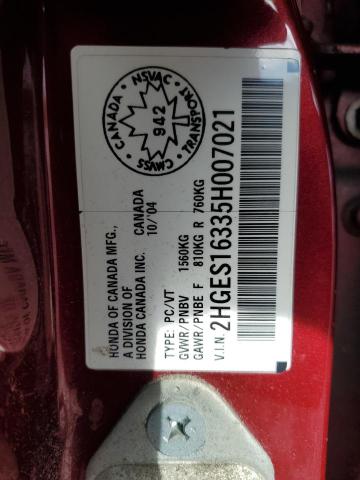 HONDA OF CANADA MFG.,
A DIVISION OF
HONDA CANADA INC. CANADA
10/'04
TYPE: PC/VT
GVWR/PNBV 1560KG
GAWR/PNBE F 810KG R 760KG
V.I.N. 2HGES16335H007021
CANADA
NSVAC
942
CMVSS
TRANSPORT